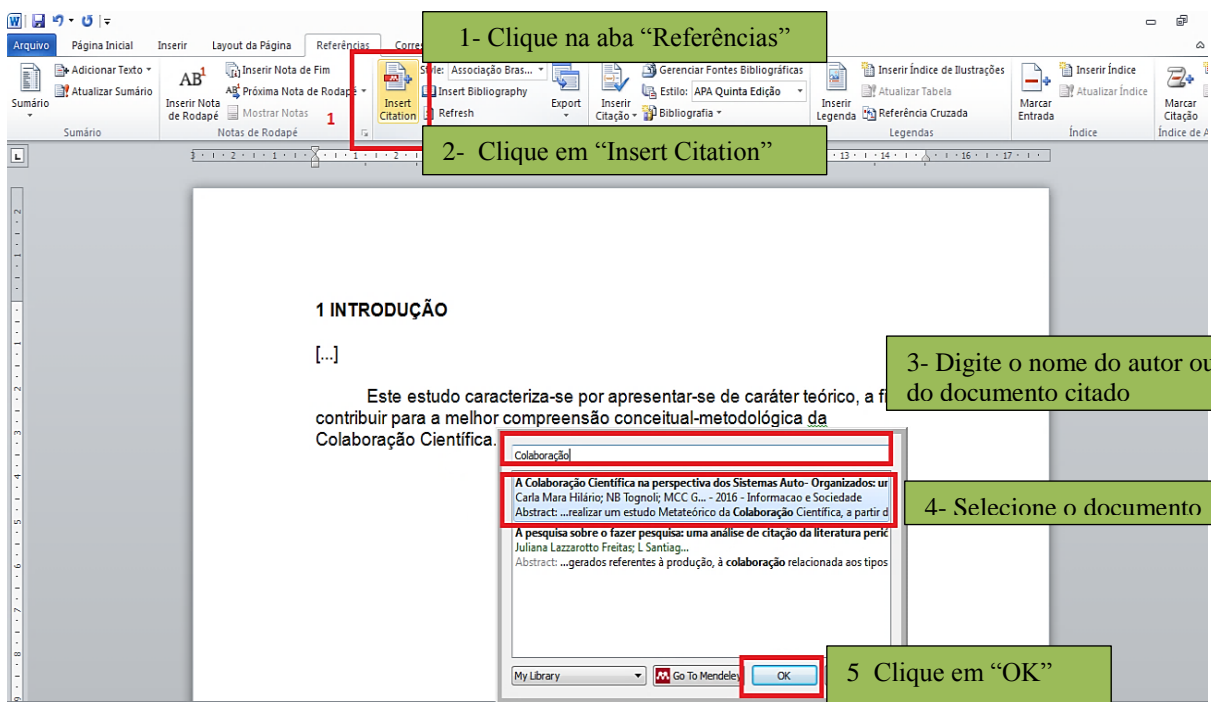 1- Clique na aba “Referências”
Arquivo Página Inicial Inserir Layout da Página Referências Corres
Adicionar Texto
Atualizar Sumário
Sumário
Sumário
AB1
Inserir Nota de Rodapé
Inserir Nota de Fim
Próxima Nota de Rodapé
Mostrar Notas
1
Notas de Rodapé
Insert Citation
Style: Associação Bras...
Insert Bibliography
Refresh
Export
Inserir Citação
Gerenciar Fontes Bibliográficas
Estilo: APA Quinta Edição
Bibliografia
Inserir Legenda
Inserir Índice de Ilustrações
Atualizar Tabela
Referência Cruzada
Legendas
Marcar Entrada
Inserir Índice
Atualizar Índice
Índice
Marcar Citação
Índice de A
2- Clique em “Insert Citation”
1 INTRODUÇÃO
[...]
Este estudo caracteriza-se por apresentar-se de caráter teórico, a fi
contribuir para a melhor compreensão conceitual-metodológica da
Colaboração Científica.
3- Digite o nome do autor ou
do documento citado
Colaboração
A Colaboração Científica na perspectiva dos Sistemas Auto- Organizados: ur
Carla Mara Hilário; NB Tognoli; MCC G... - 2016 - Informacao e Sociedade
Abstract: ...realizar um estudo Metateórico da Colaboração Científica, a partir d
4- Selecione o documento
A pesquisa sobre o fazer pesquisa: uma análise de citação da literatura perió
Juliana Lazzarotto Freitas; L Santiag...
Abstract: ...gerados referentes à produção, à colaboração relacionada aos tipos
My Library Go To Mendeley OK
5 Clique em “OK”